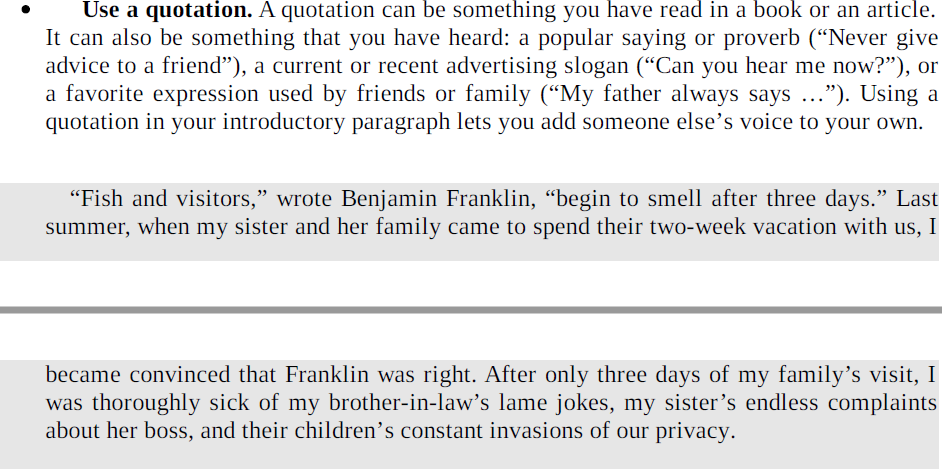 • Use a quotation. A quotation can be something you have read in a book or an article.
It can also be something that you have heard: a popular saying or proverb (“Never give
advice to a friend”), a current or recent advertising slogan (“Can you hear me now?”), or
a favorite expression used by friends or family (“My father always says …”). Using a
quotation in your introductory paragraph lets you add someone else’s voice to your own.
“Fish and visitors,” wrote Benjamin Franklin, “begin to smell after three days.” Last
summer, when my sister and her family came to spend their two-week vacation with us, I
became convinced that Franklin was right. After only three days of my family’s visit, I
was thoroughly sick of my brother-in-law’s lame jokes, my sister’s endless complaints
about her boss, and their children’s constant invasions of our privacy.